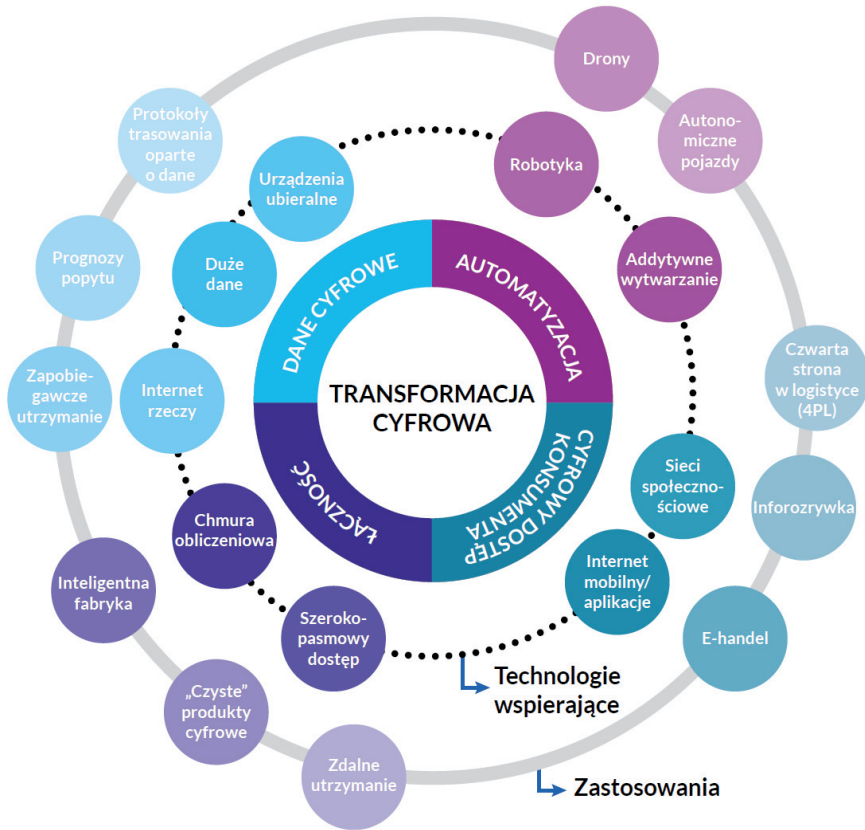 Drony
Autono-
miczne
pojazdy
Protokoły
trasowania
oparte
o dane
Robotyka
Urządzenia
ubieralne
Prognozy
popytu
Duże
dane
Addytywne
wytwarzanie
DANE CYFROWE
AUTOMATYZACJA
Zapobie-
gawcze
utrzymanie
Internet
rzeczy
TRANSFORMACJA
CYFROWA
Czwarta
strona
w logistyce
(4PL)
ŁĄCZNOŚĆ
CYFROWY DOSTĘP
KONSUMENTA
Sieci
społeczno-
ściowe
Inforozrywka
Chmura
obliczeniowa
Internet
mobilny/
aplikacje
Inteligentna
fabryka
Szeroko-
pasmowy
dostęp
E-handel
„Czyste”
produkty
cyfrowe
Technologie
wspierające
Zdalne
utrzymanie
Zastosowania